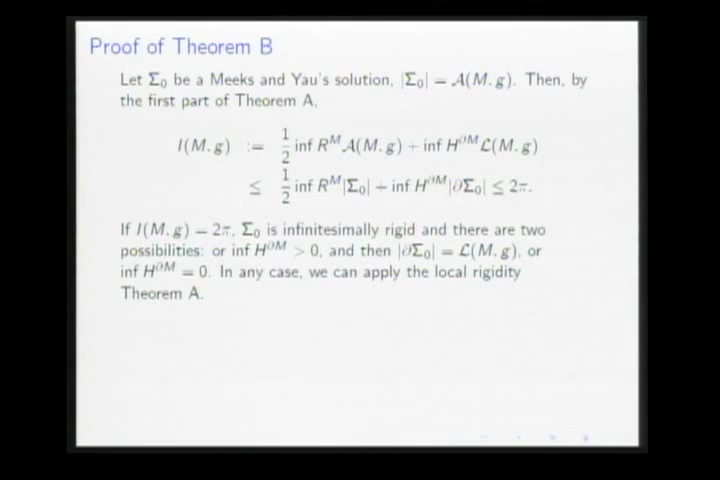 Proof of Theorem B
Let Σ₀ be a Meeks and Yau's solution, |Σ₀| = 𝒜(M, g). Then, by
the first part of Theorem A,
I(M, g) := 1/2 inf R^M 𝒜(M, g) + inf H^∂M ℒ(M, g)
≤ 1/2 inf R^M |Σ₀| + inf H^∂M |∂Σ₀| ≤ 2π.
If I(M, g) = 2π, Σ₀ is infinitesimally rigid and there are two
possibilities: or inf H^∂M > 0, and then |∂Σ₀| = ℒ(M, g), or
inf H^∂M = 0. In any case, we can apply the local rigidity
Theorem A.